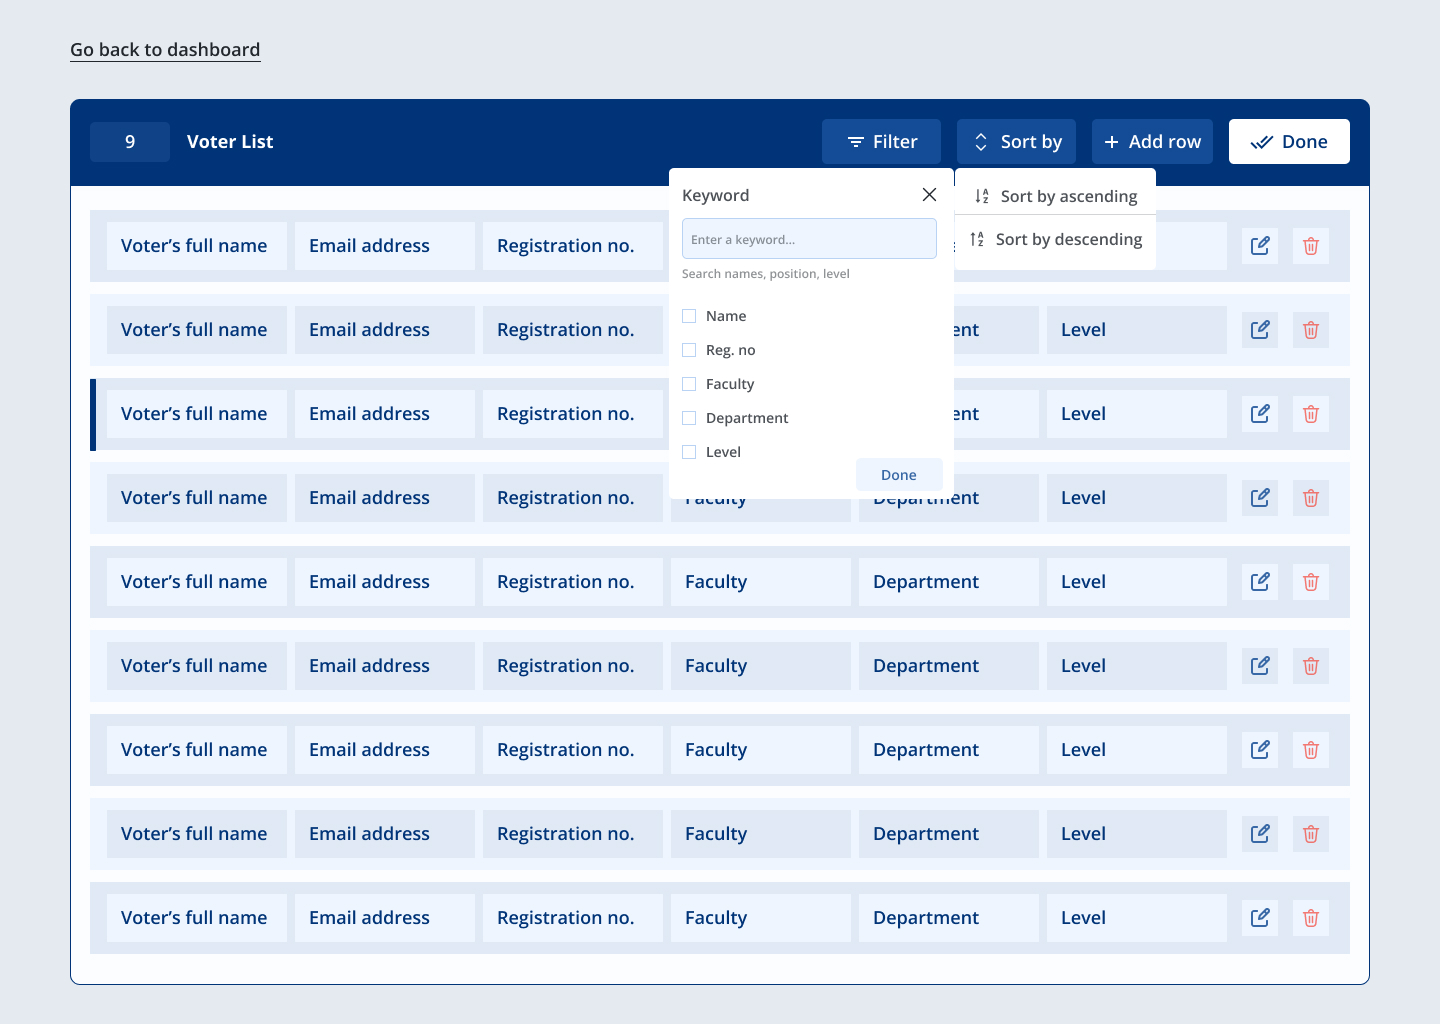 Go back to dashboard
9 Voter List Filter Sort by Add row Done
Keyword
Enter a keyword...
Search names, position, level
Name
Reg. no
Faculty
Department
Level
Done
Sort by ascending
Sort by descending
Voter’s full name Email address Registration no.
Voter’s full name Email address Registration no. Level
Voter’s full name Email address Registration no. Level
Voter’s full name Email address Registration no. Faculty Department Level
Voter’s full name Email address Registration no. Faculty Department Level
Voter’s full name Email address Registration no. Faculty Department Level
Voter’s full name Email address Registration no. Faculty Department Level
Voter’s full name Email address Registration no. Faculty Department Level
Voter’s full name Email address Registration no. Faculty Department Level